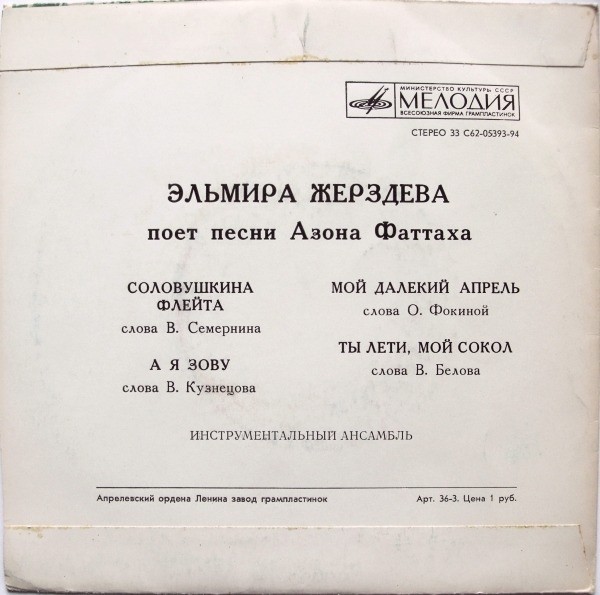 МИНИСТЕРСТВО КУЛЬТУРЫ СССР
МЕЛОДИЯ
ВСЕСОЮЗНАЯ ФИРМА ГРАМПЛАСТИНОК
СТЕРЕО 33 С62-05393-94
ЭЛЬМИРА ЖЕРЗДЕВА
поет песни Азона Фаттаха
СОЛОВУШКИНА
ФЛЕЙТА
слова В. Семернина
А Я ЗОВУ
слова В. Кузнецова
МОЙ ДАЛЕКИЙ АПРЕЛЬ
слова О. Фокиной
ТЫ ЛЕТИ, МОЙ СОКОЛ
слова В. Белова
ИНСТРУМЕНТАЛЬНЫЙ АНСАМБЛЬ
Апрелевский ордена Ленина завод грампластинок
Арт. 36-3. Цена 1 руб.